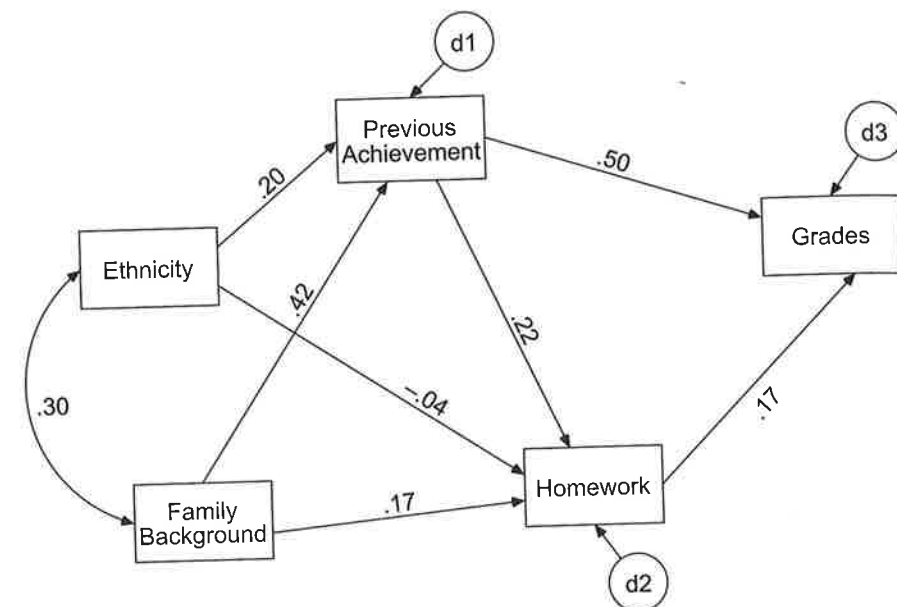 d1
Previous
Achievement
d3
.20
.50
Grades
Ethnicity
.42
.22
–.04
.30
.17
Homework
.17
Family
Background
d2